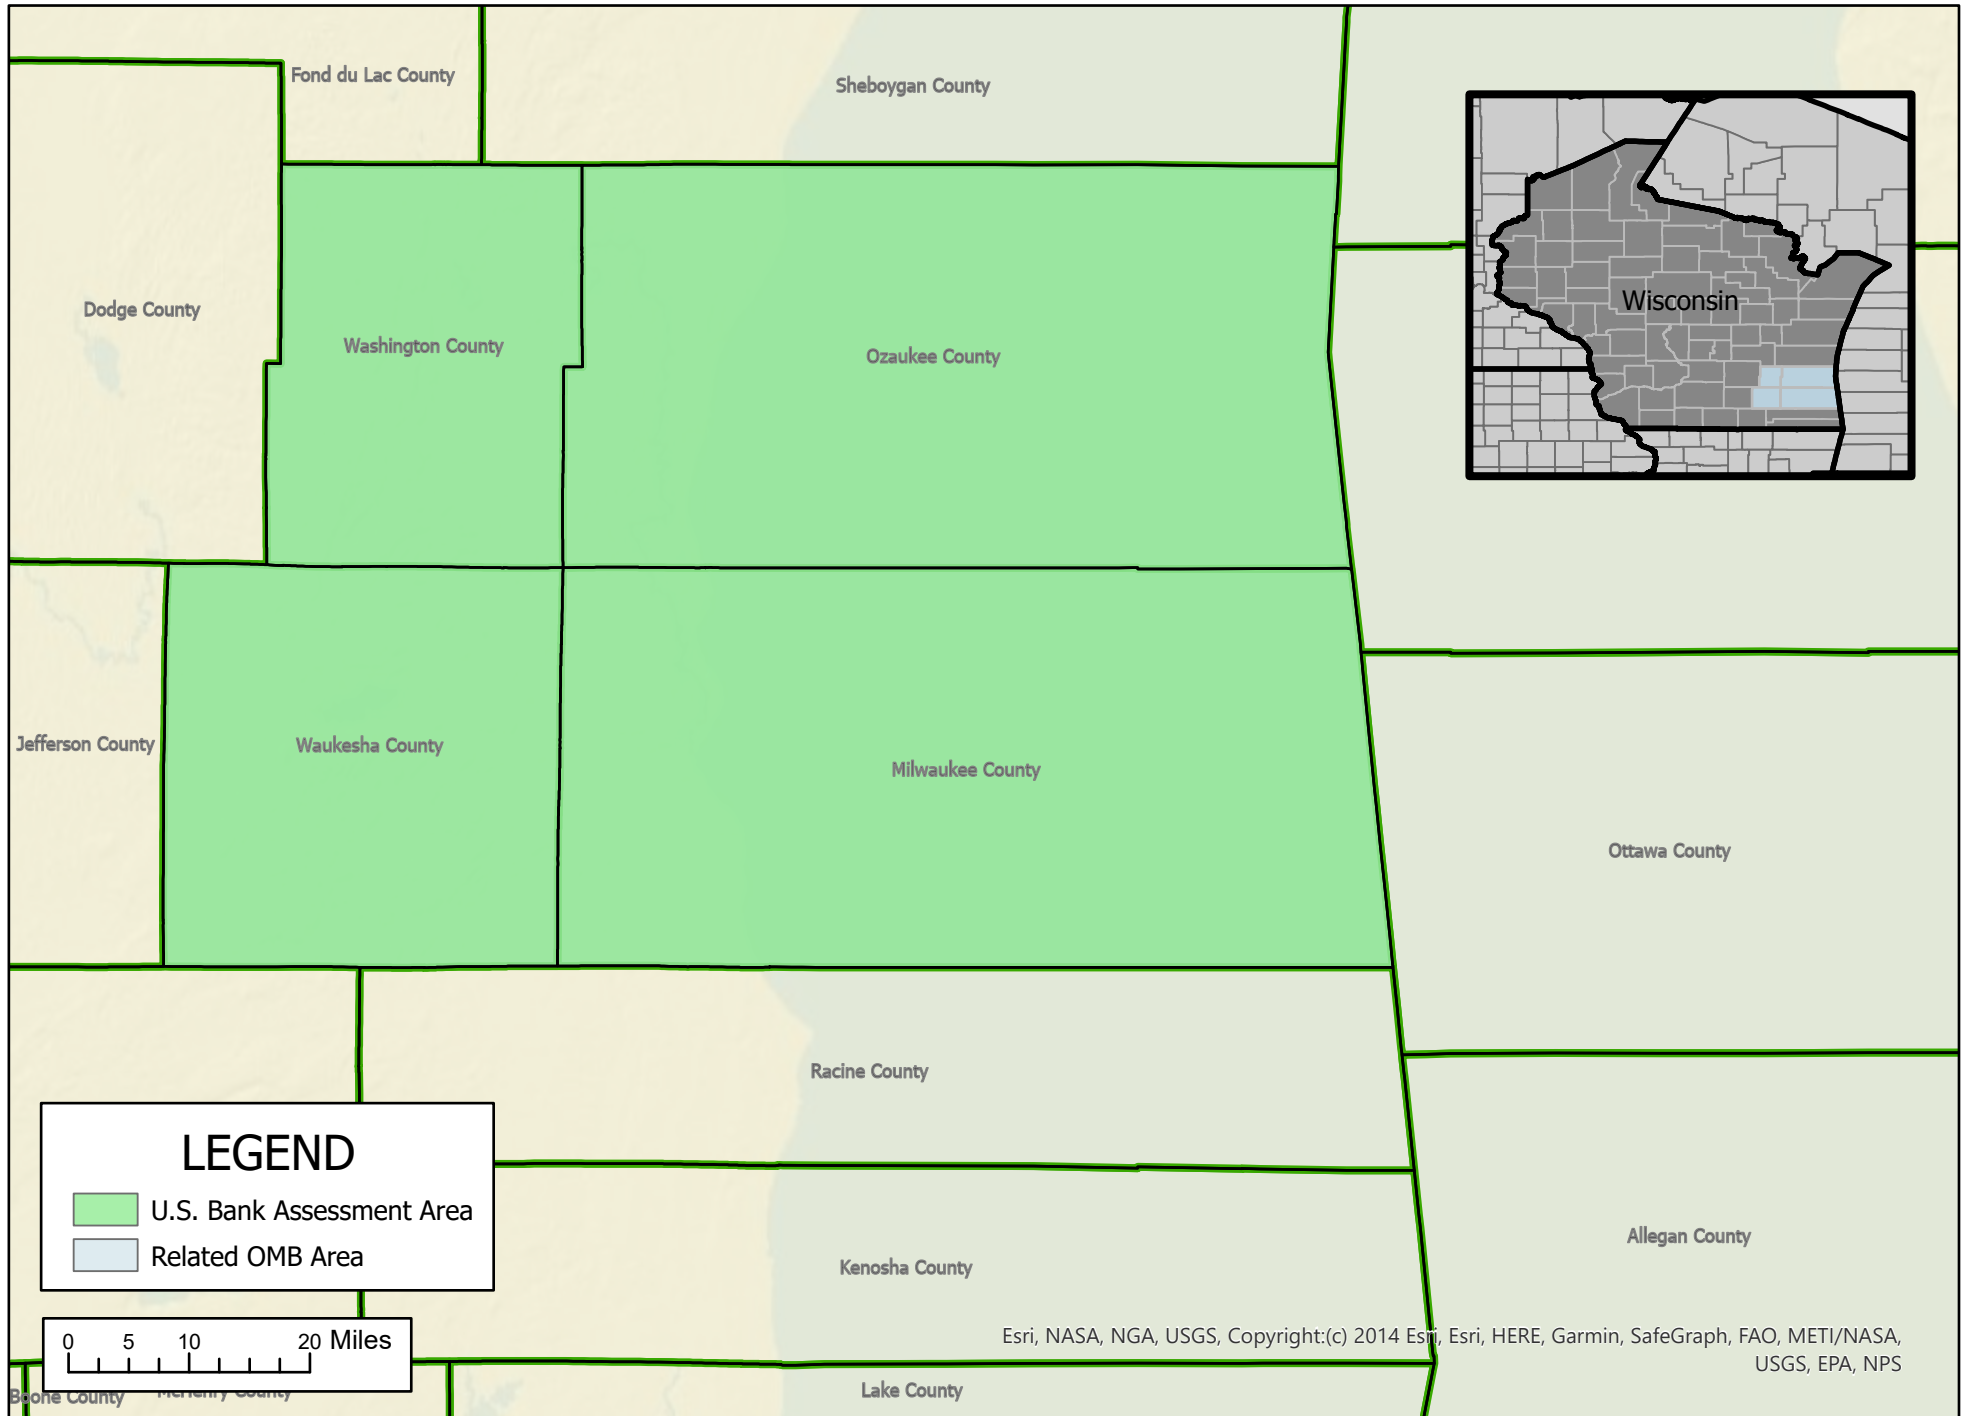 Fond du Lac County
Sheboygan County
Dodge County
Washington County
Ozaukee County
Wisconsin
Jefferson County
Waukesha County
Milwaukee County
Ottawa County
Racine County
Allegan County
Kenosha County
LEGEND
U.S. Bank Assessment Area
Related OMB Area
0 5 10 20 Miles
Esri, NASA, NGA, USGS, Copyright:(c) 2014 Esri, Esri, HERE, Garmin, SafeGraph, FAO, METI/NASA,
USGS, EPA, NPS
Boone County
McHenry County
Lake County